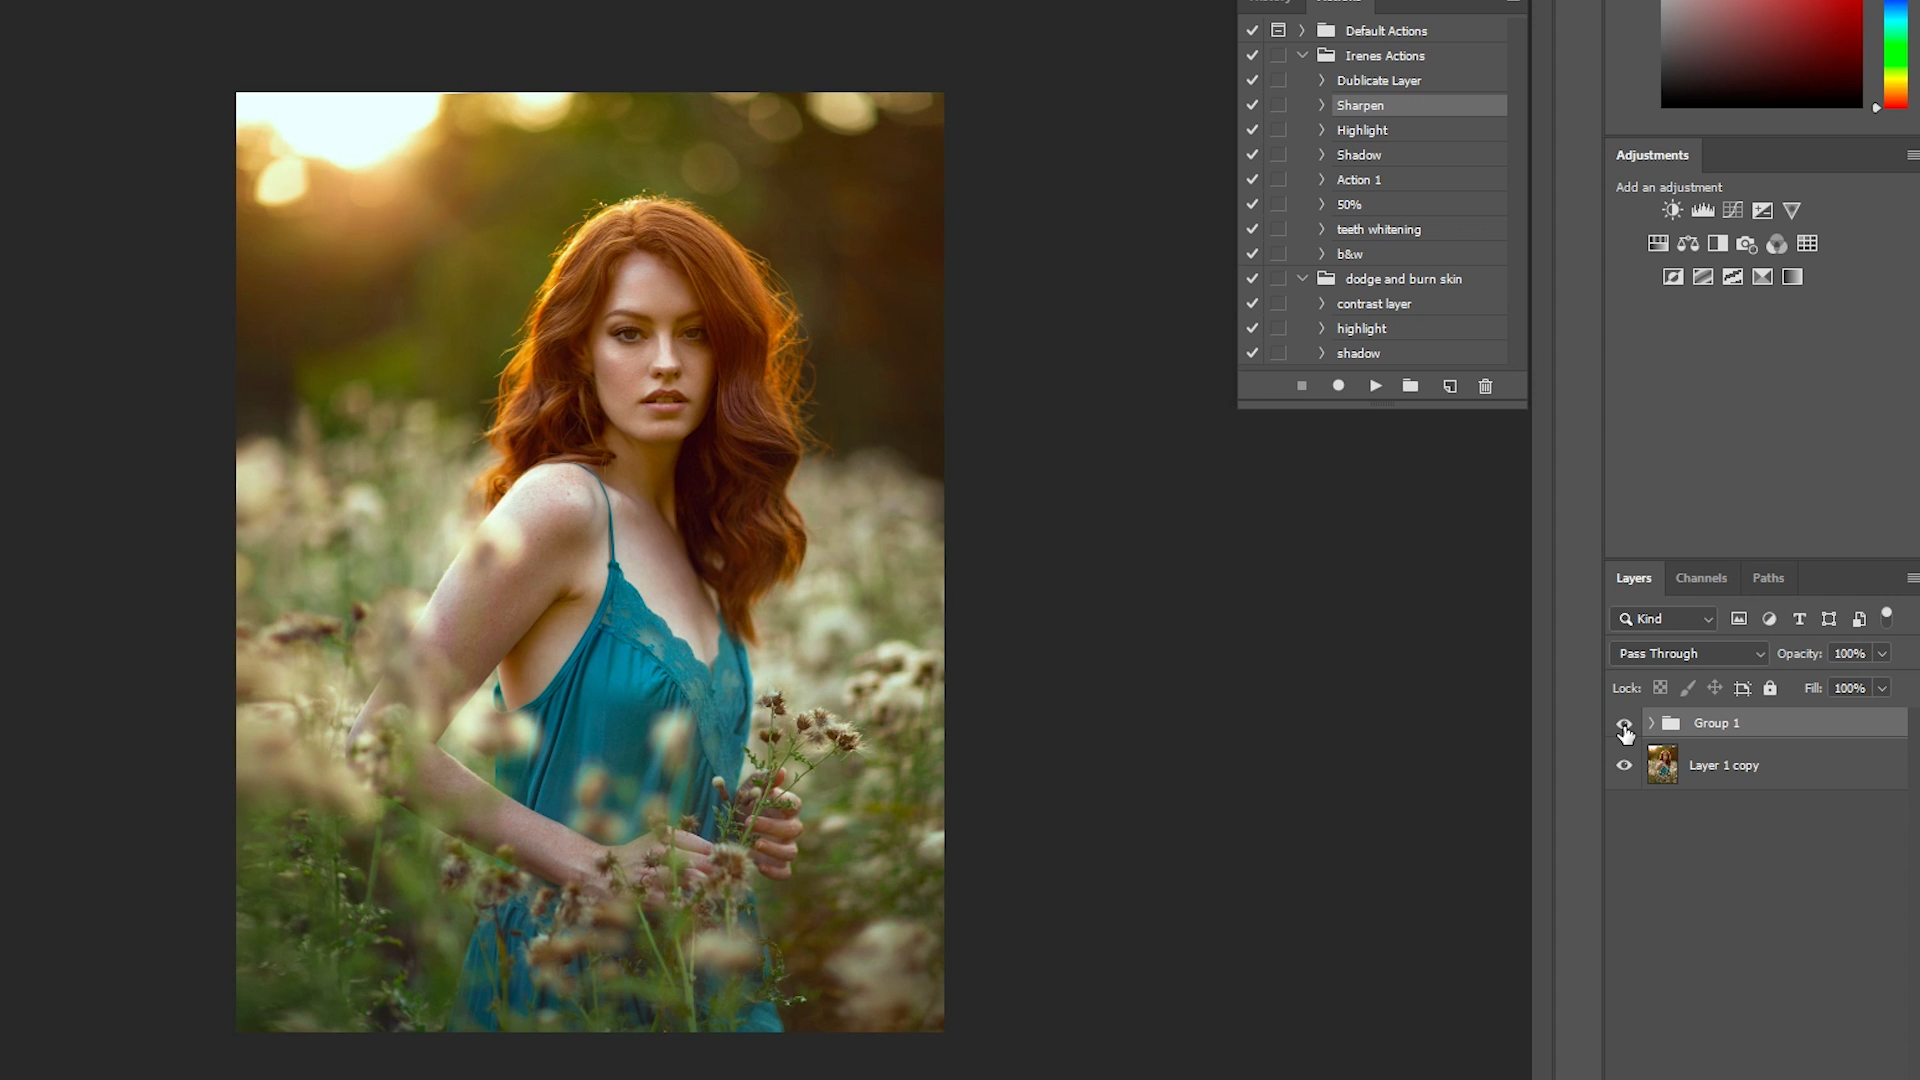 Default Actions
Irenes Actions
Dublicate Layer
Sharpen
Highlight
Shadow
Action 1
50%
teeth whitening
b&w
dodge and burn skin
contrast layer
highlight
shadow
Adjustments
Add an adjustment
Layers Channels Paths
Kind
Pass Through Opacity: 100%
Lock: Fill: 100%
Group 1
Layer 1 copy